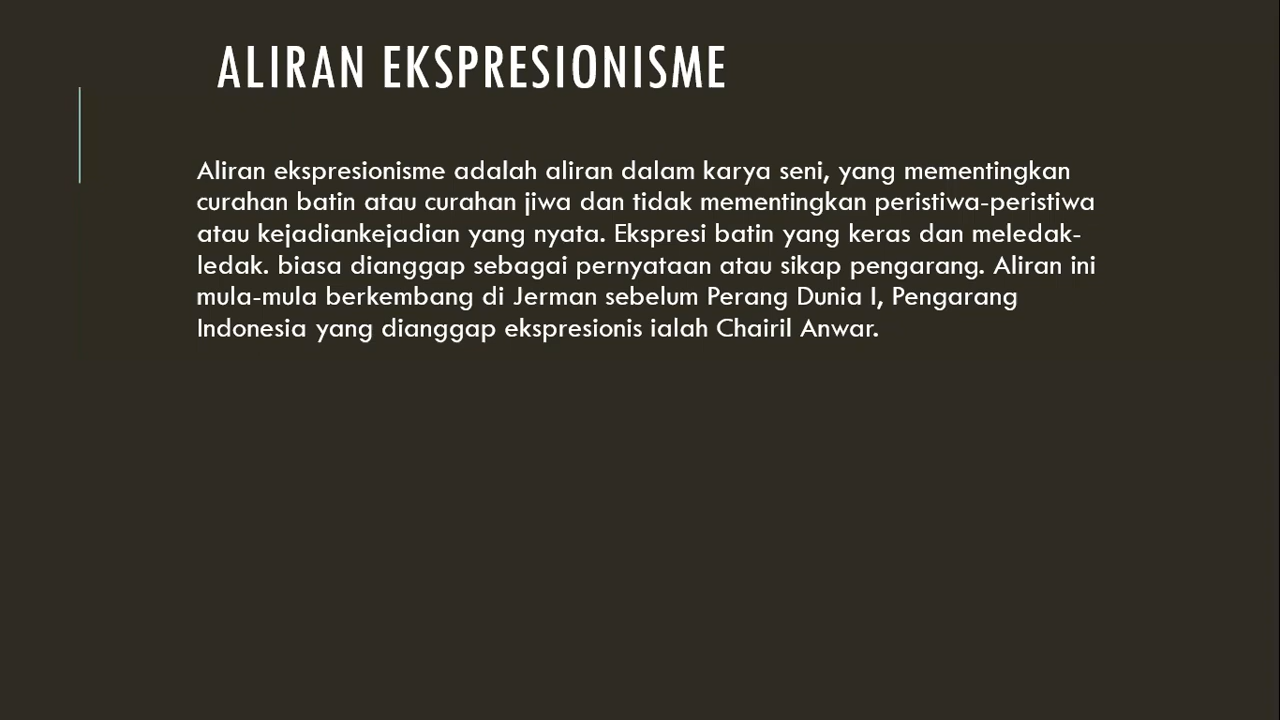 ALIRAN EKSPRESIONISME
Aliran ekspresionisme adalah aliran dalam karya seni, yang mementingkan
curahan batin atau curahan jiwa dan tidak mementingkan peristiwa-peristiwa
atau kejadiankejadian yang nyata. Ekspresi batin yang keras dan meledak-
ledak. biasa dianggap sebagai pernyataan atau sikap pengarang. Aliran ini
mula-mula berkembang di Jerman sebelum Perang Dunia I, Pengarang
Indonesia yang dianggap ekspresionis ialah Chairil Anwar.